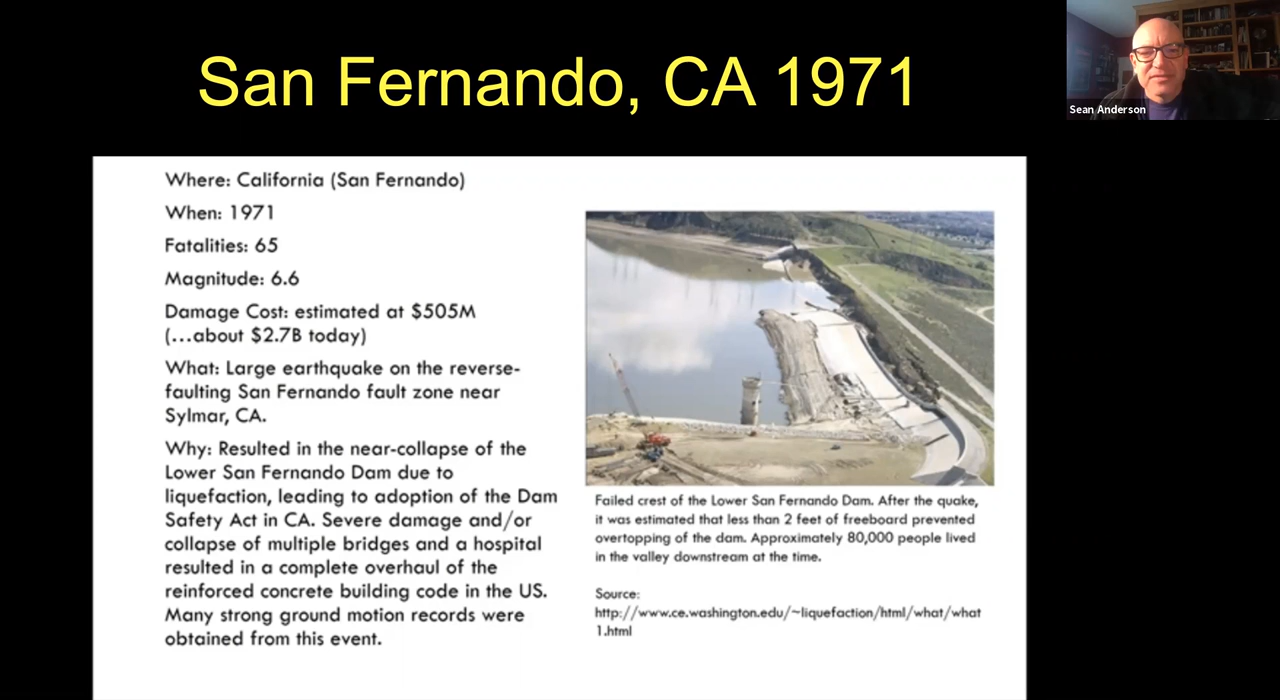 San Fernando, CA 1971
Sean Anderson
Where: California (San Fernando)
When: 1971
Fatalities: 65
Magnitude: 6.6
Damage Cost: estimated at $505M
(...about $2.7B today)
What: Large earthquake on the reverse-
faulting San Fernando fault zone near
Sylmar, CA.
Why: Resulted in the near-collapse of the
Lower San Fernando Dam due to
liquefaction, leading to adoption of the Dam
Safety Act in CA. Severe damage and/or
collapse of multiple bridges and a hospital
resulted in a complete overhaul of the
reinforced concrete building code in the US.
Many strong ground motion records were
obtained from this event.
Failed crest of the Lower San Fernando Dam. After the quake,
it was estimated that less than 2 feet of freeboard prevented
overtopping of the dam. Approximately 80,000 people lived
in the valley downstream at the time.
Source:
http://www.ce.washington.edu/~liquefaction/html/what/what
1.html